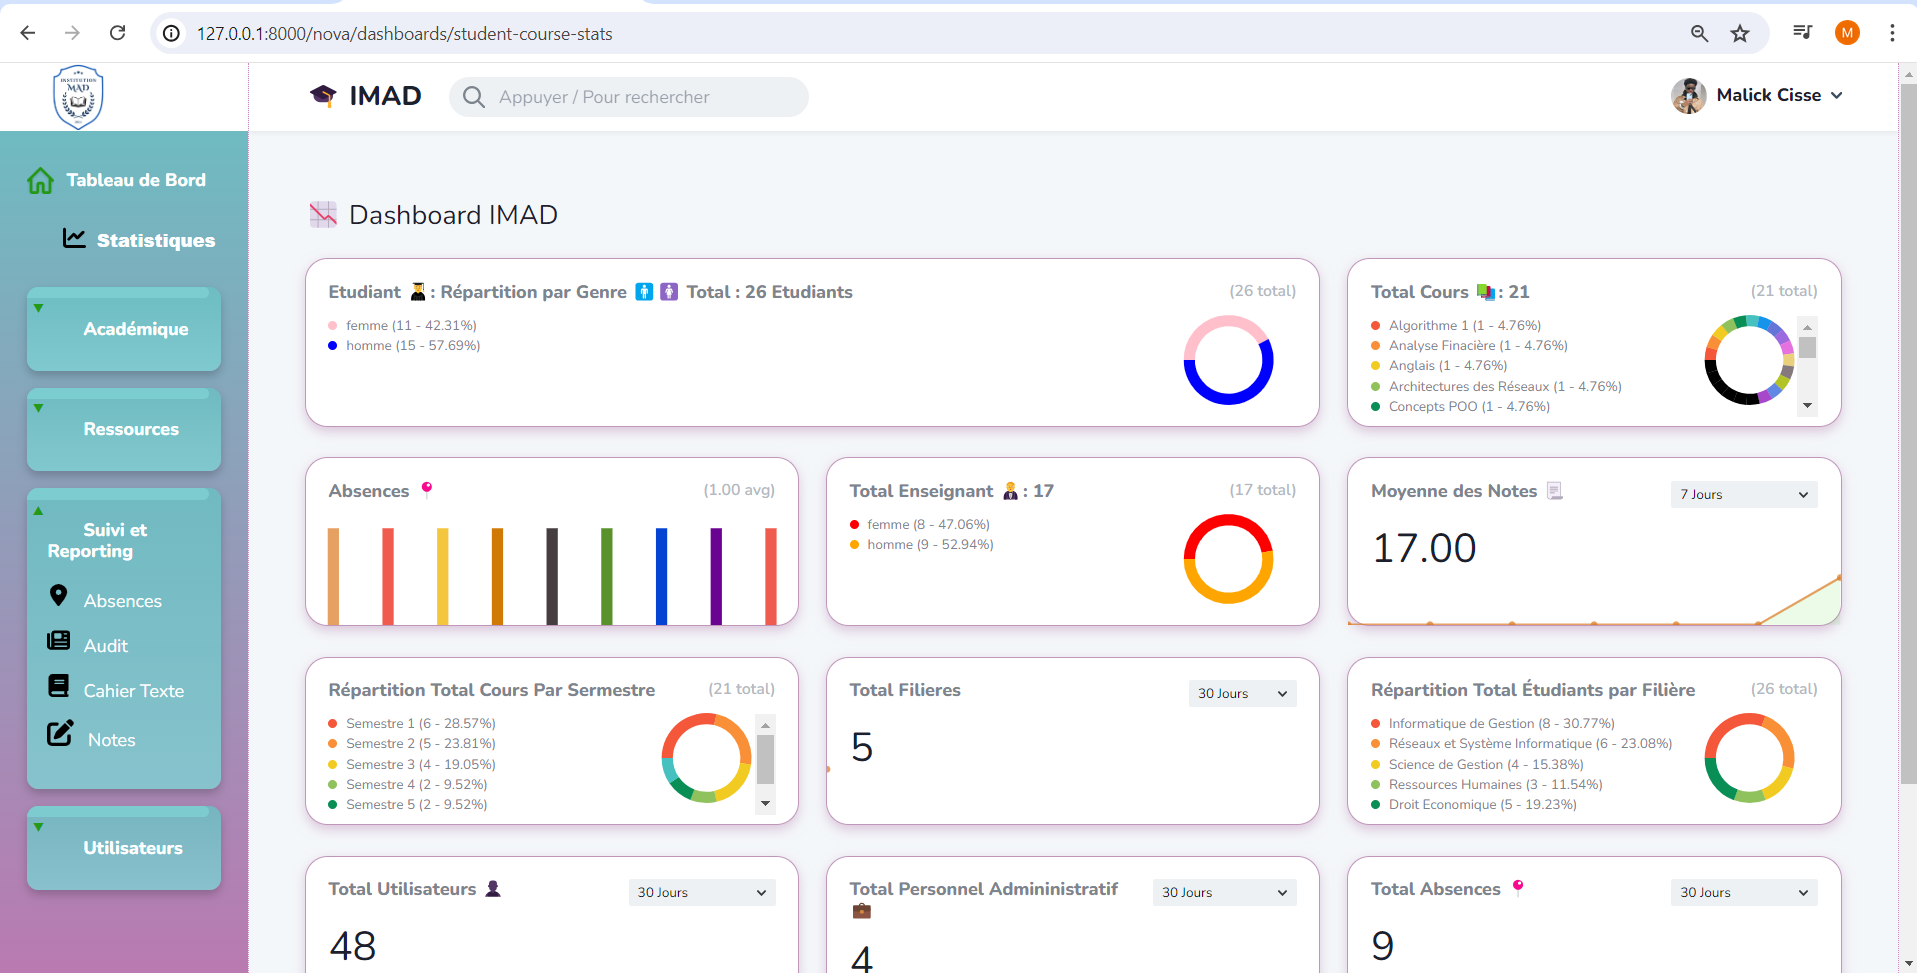 127.0.0.1:8000/nova/dashboards/student-course-stats
M
INSTITUTION
MAD
IMAD
Appuyer / Pour rechercher
Malick Cisse
Tableau de Bord
Statistiques
Académique
Ressources
Suivi et
Reporting
Absences
Audit
Cahier Texte
Notes
Utilisateurs
Dashboard IMAD
Etudiant : Répartition par Genre Total : 26 Etudiants
(26 total)
femme (11 - 42.31%)
homme (15 - 57.69%)
Total Cours : 21
(21 total)
Algorithme 1 (1 - 4.76%)
Analyse Finacière (1 - 4.76%)
Anglais (1 - 4.76%)
Architectures des Réseaux (1 - 4.76%)
Concepts POO (1 - 4.76%)
Absences
(1.00 avg)
Total Enseignant : 17
(17 total)
femme (8 - 47.06%)
homme (9 - 52.94%)
Moyenne des Notes
7 Jours
17.00
Répartition Total Cours Par Sermestre
(21 total)
Semestre 1 (6 - 28.57%)
Semestre 2 (5 - 23.81%)
Semestre 3 (4 - 19.05%)
Semestre 4 (2 - 9.52%)
Semestre 5 (2 - 9.52%)
Total Filieres
30 Jours
5
Répartition Total Étudiants par Filière
(26 total)
Informatique de Gestion (8 - 30.77%)
Réseaux et Système Informatique (6 - 23.08%)
Science de Gestion (4 - 15.38%)
Ressources Humaines (3 - 11.54%)
Droit Economique (5 - 19.23%)
Total Utilisateurs
30 Jours
48
Total Personnel Admininistratif
30 Jours
4
Total Absences
30 Jours
9